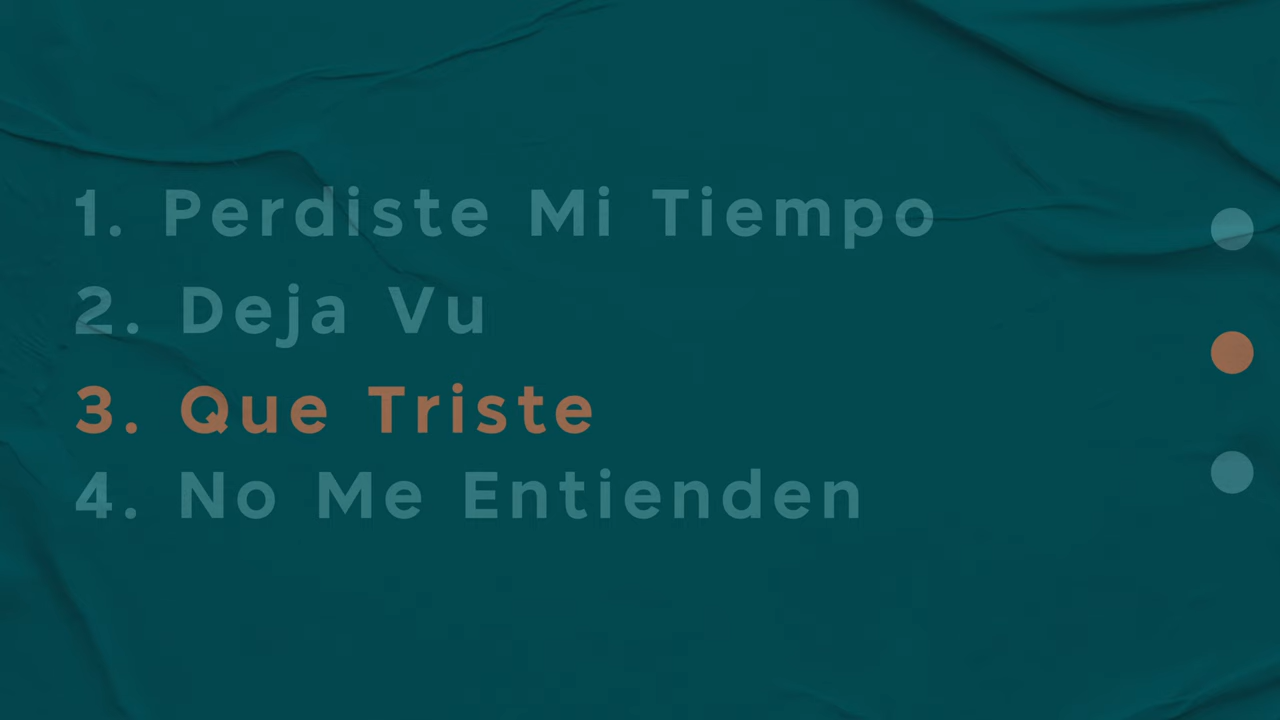 1. Perdiste Mi Tiempo
2. Deja Vu
3. Que Triste
4. No Me Entienden